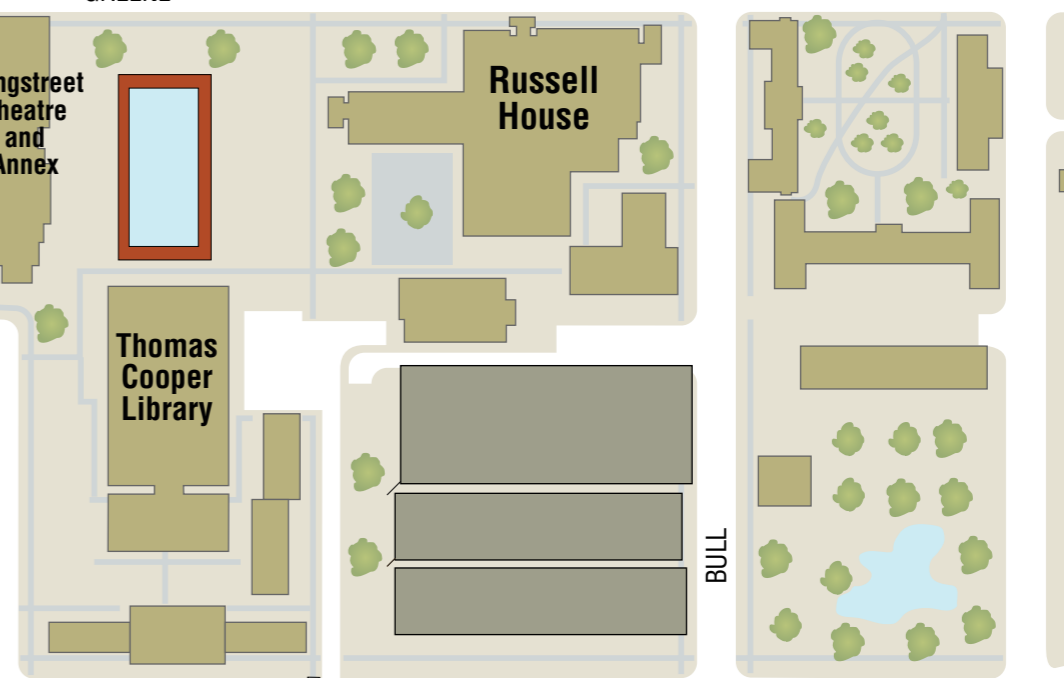 ngstreet
heatre
and
Annex
Russell
House
Thomas
Cooper
Library
BULL